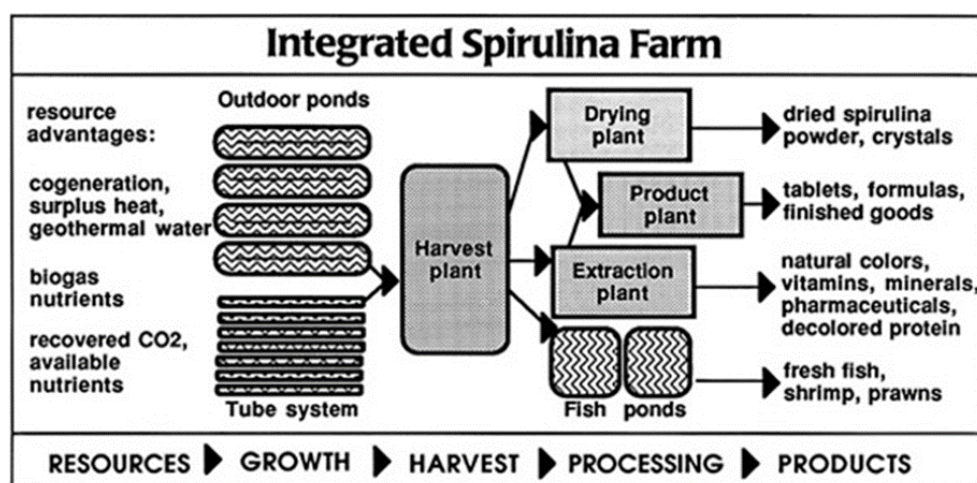 Integrated Spirulina Farm
resource
advantages:
cogeneration,
surplus heat,
geothermal water
biogas
nutrients
recovered CO2,
available
nutrients
Outdoor ponds
Tube system
Harvest
plant
Drying
plant
Product
plant
Extraction
plant
Fish ponds
dried spirulina
powder, crystals
tablets, formulas,
finished goods
natural colors,
vitamins, minerals,
pharmaceuticals,
decolored protein
fresh fish,
shrimp, prawns
RESOURCES GROWTH HARVEST PROCESSING PRODUCTS